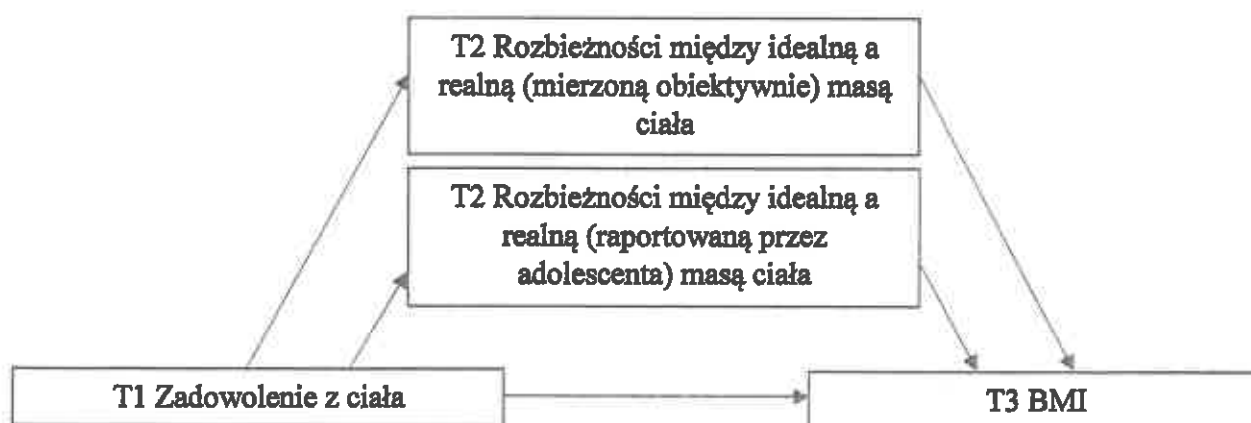 T2 Rozbieżności między idealną a
realną (mierzoną obiektywnie) masą
ciała
T2 Rozbieżności między idealną a
realną (raportowaną przez
adolescenta) masą ciała
T1 Zadowolenie z ciała
T3 BMI